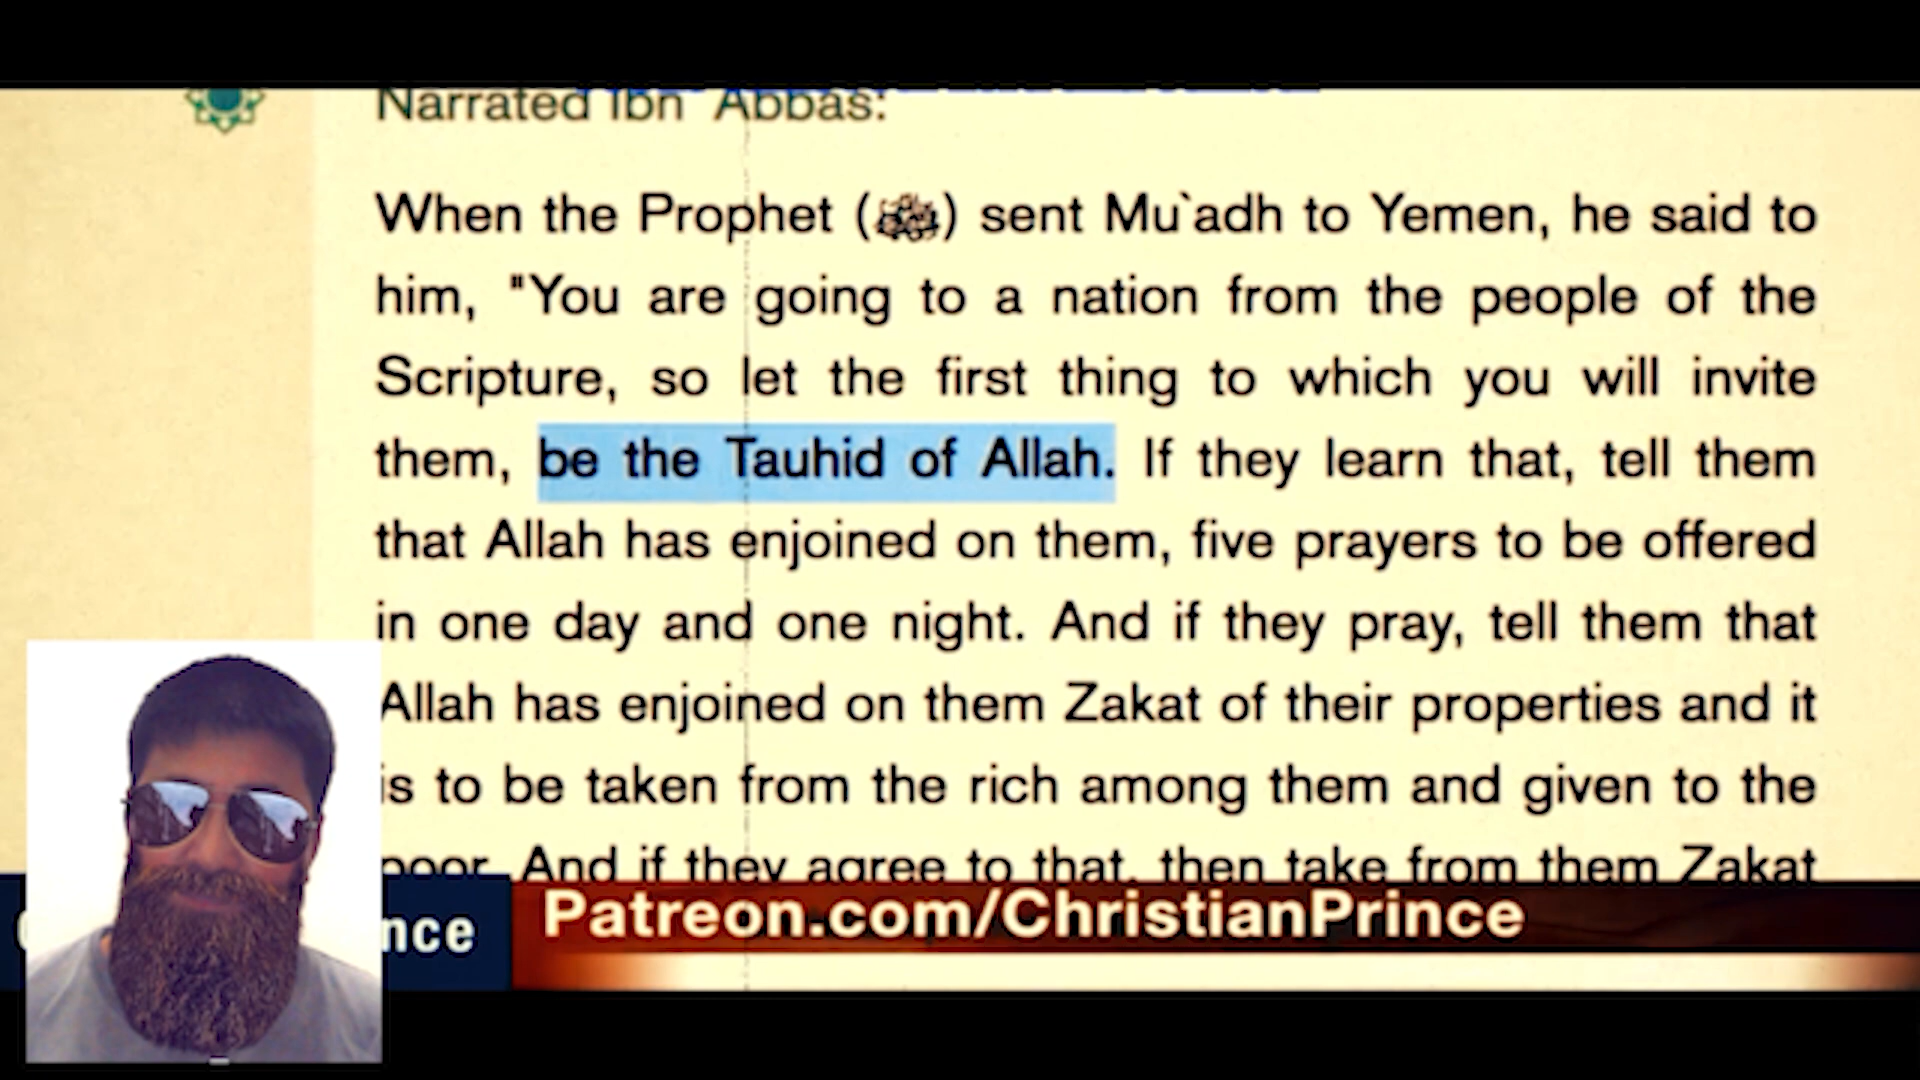 Narrated Ibn `Abbas:
When the Prophet (ﷺ) sent Mu`adh to Yemen, he said to
him, "You are going to a nation from the people of the
Scripture, so let the first thing to which you will invite
them, be the Tauhid of Allah. If they learn that, tell them
that Allah has enjoined on them, five prayers to be offered
in one day and one night. And if they pray, tell them that
Allah has enjoined on them Zakat of their properties and it
is to be taken from the rich among them and given to the
poor. And if they agree to that, then take from them Zakat
nce
Patreon.com/ChristianPrince